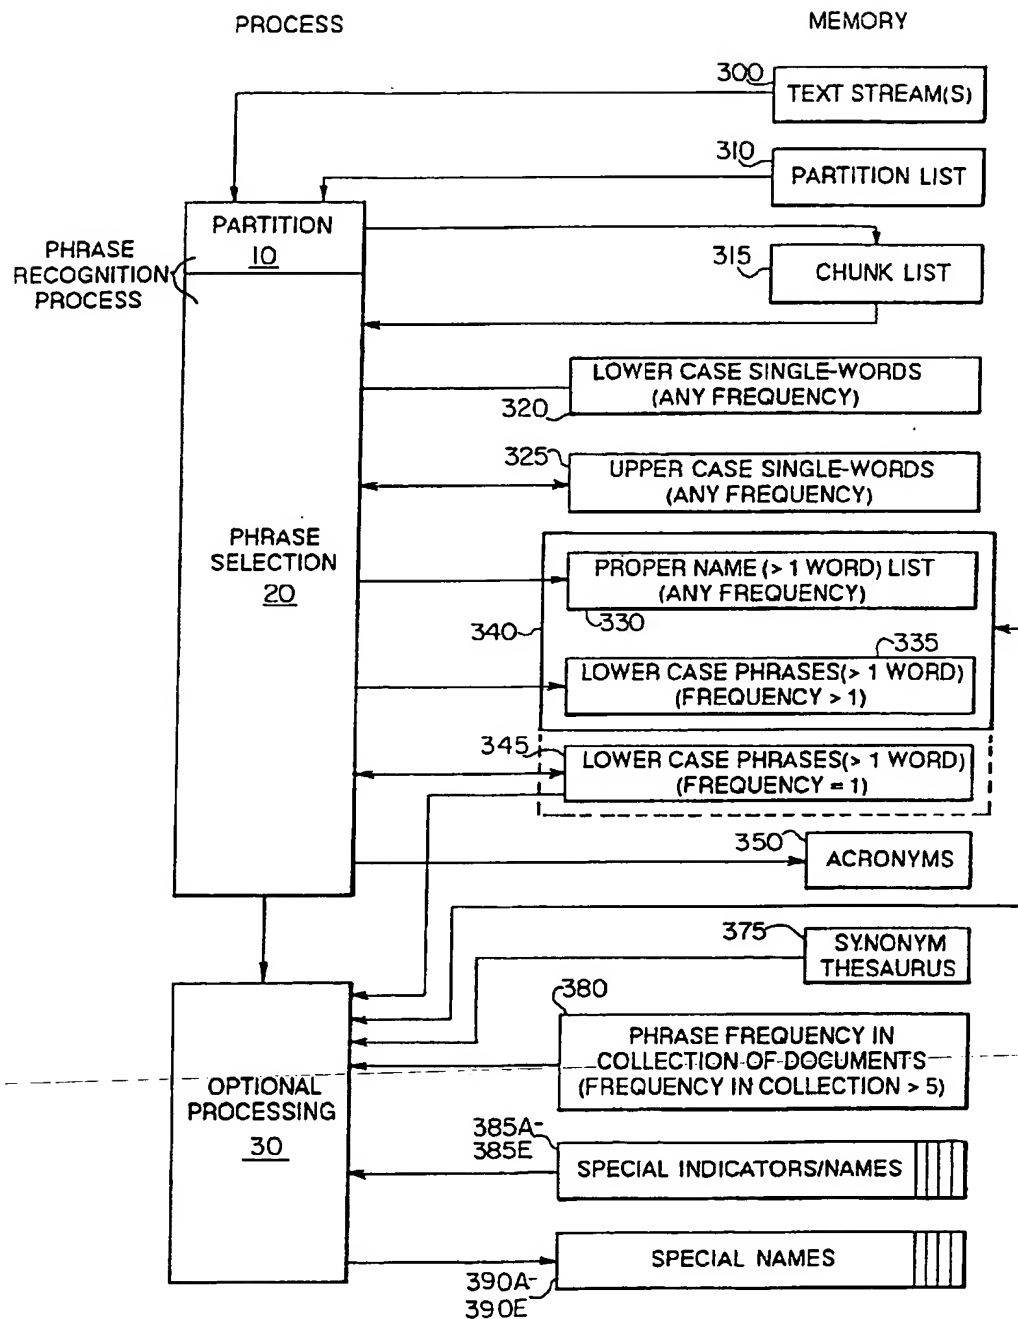 PROCESS
MEMORY
300
TEXT STREAM(S)
310
PARTITION LIST
PARTITION
10
PHRASE
RECOGNITION
PROCESS
315
CHUNK LIST
LOWER CASE SINGLE-WORDS
(ANY FREQUENCY)
320
325
UPPER CASE SINGLE-WORDS
(ANY FREQUENCY)
PHRASE
SELECTION
20
PROPER NAME (> 1 WORD) LIST
(ANY FREQUENCY)
330
340
335
LOWER CASE PHRASES(> 1 WORD)
(FREQUENCY > 1)
345
LOWER CASE PHRASES(> 1 WORD)
(FREQUENCY = 1)
350
ACRONYMS
375
SYNONYM
THESAURUS
380
PHRASE FREQUENCY IN
COLLECTION OF DOCUMENTS
(FREQUENCY IN COLLECTION > 5)
OPTIONAL
PROCESSING
30
385A-
385E
SPECIAL INDICATORS/NAMES
SPECIAL NAMES
390A-
390E